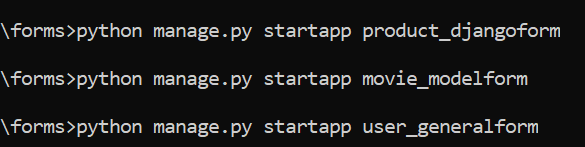 \forms>python manage.py startapp product_djangoform
\forms>python manage.py startapp movie_modelform
\forms>python manage.py startapp user_generalform